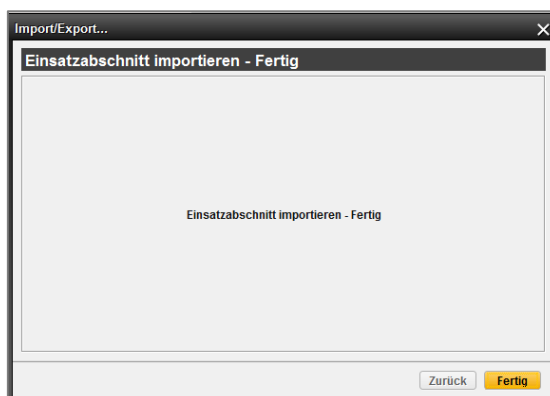 Import/Export...
Einsatzabschnitt importieren - Fertig
Einsatzabschnitt importieren - Fertig
Zurück Fertig